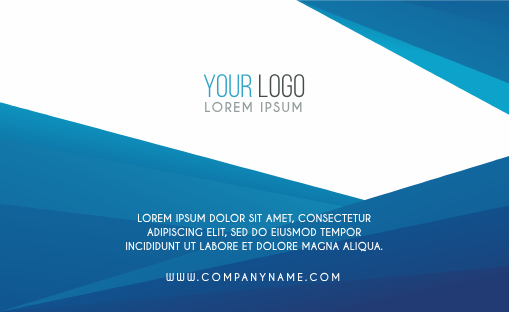 YOUR LOGO
LOREM IPSUM
LOREM IPSUM DOLOR SIT AMET, CONSECTETUR
ADIPISCING ELIT, SED DO EIUSMOD TEMPOR
INCIDIDUNT UT LABORE ET DOLORE MAGNA ALIQUA.
WWW.COMPANYNAME.COM